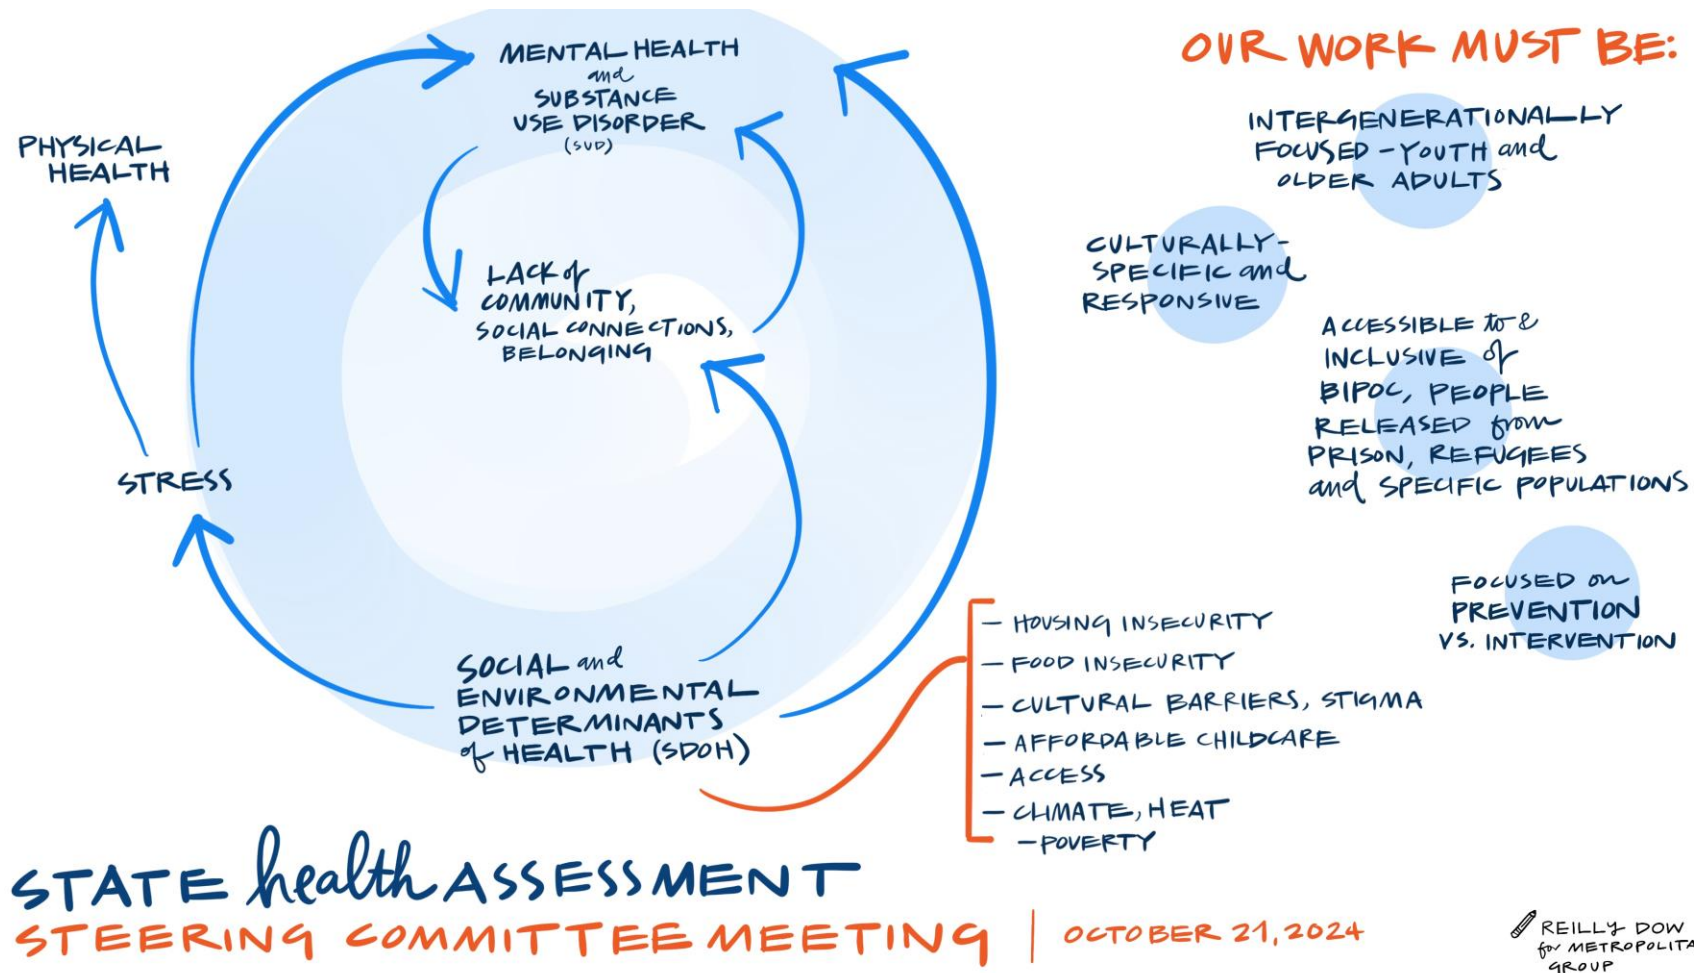 MENTAL HEALTH
and
SUBSTANCE
USE DISORDER
(SUD)
PHYSICAL
HEALTH
LACK of
COMMUNITY,
SOCIAL CONNECTIONS,
BELONGING
STRESS
SOCIAL and
ENVIRONMENTAL
DETERMINANTS
of HEALTH (SDOH)
- HOUSING INSECURITY
- FOOD INSECURITY
- CULTURAL BARRIERS, STIGMA
- AFFORDABLE CHILDCARE
- ACCESS
- CLIMATE, HEAT
- POVERTY
OUR WORK MUST BE:
INTERGENERATIONALLY
FOCUSED - YOUTH and
OLDER ADULTS
CULTURALLY-
SPECIFIC and
RESPONSIVE
ACCESSIBLE to &
INCLUSIVE of
BIPOC, PEOPLE
RELEASED from
PRISON, REFUGEES
and SPECIFIC POPULATIONS
FOCUSED on
PREVENTION
VS. INTERVENTION
STATE health ASSESSMENT
STEERING COMMITTEE MEETING | OCTOBER 21, 2024
REILLY DOW
for METROPOLITA
GROUP